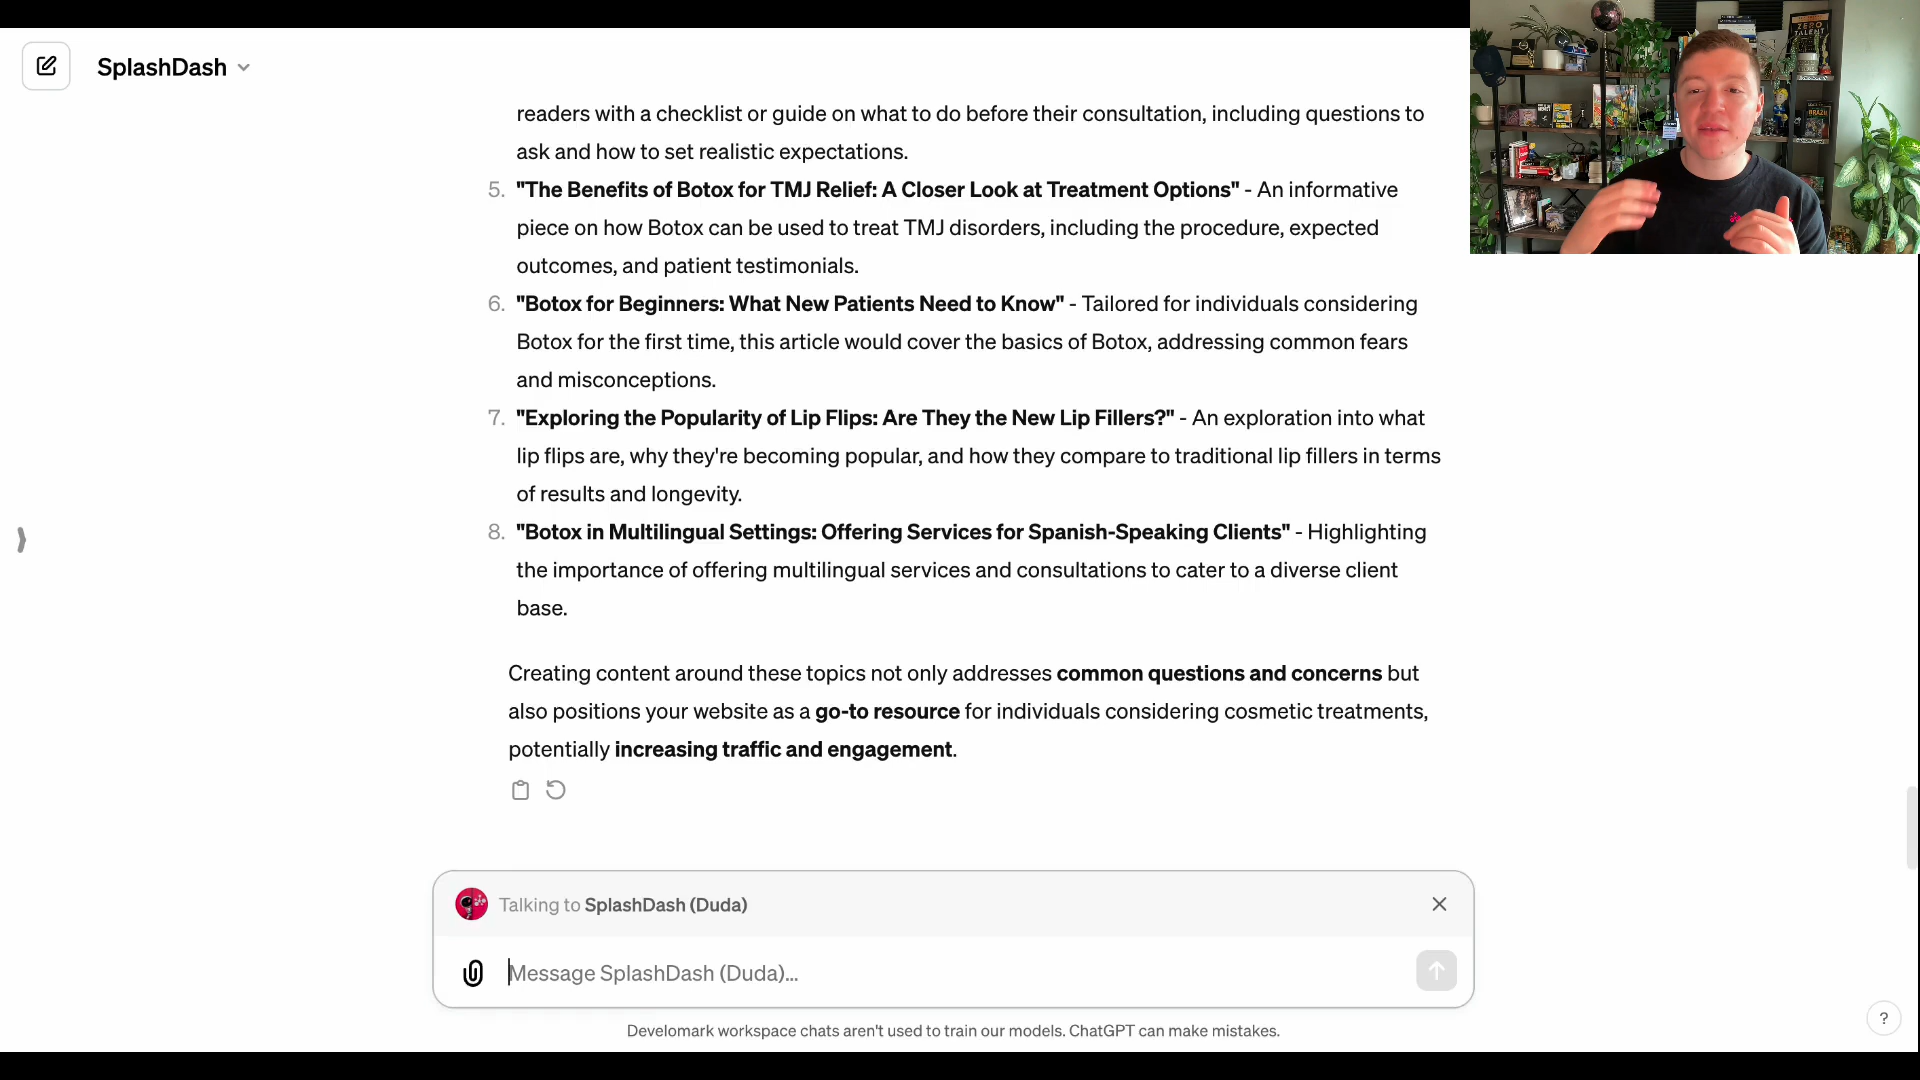 SplashDash
readers with a checklist or guide on what to do before their consultation, including questions to
ask and how to set realistic expectations.
5. "The Benefits of Botox for TMJ Relief: A Closer Look at Treatment Options" - An informative
piece on how Botox can be used to treat TMJ disorders, including the procedure, expected
outcomes, and patient testimonials.
6. "Botox for Beginners: What New Patients Need to Know" - Tailored for individuals considering
Botox for the first time, this article would cover the basics of Botox, addressing common fears
and misconceptions.
7. "Exploring the Popularity of Lip Flips: Are They the New Lip Fillers?" - An exploration into what
lip flips are, why they're becoming popular, and how they compare to traditional lip fillers in terms
of results and longevity.
8. "Botox in Multilingual Settings: Offering Services for Spanish-Speaking Clients" - Highlighting
the importance of offering multilingual services and consultations to cater to a diverse client
base.
Creating content around these topics not only addresses common questions and concerns but
also positions your website as a go-to resource for individuals considering cosmetic treatments,
potentially increasing traffic and engagement.
Talking to SplashDash (Duda)
Message SplashDash (Duda)...
Develomark workspace chats aren't used to train our models. ChatGPT can make mistakes.
?
ZERO
TALENT
BRAZIL